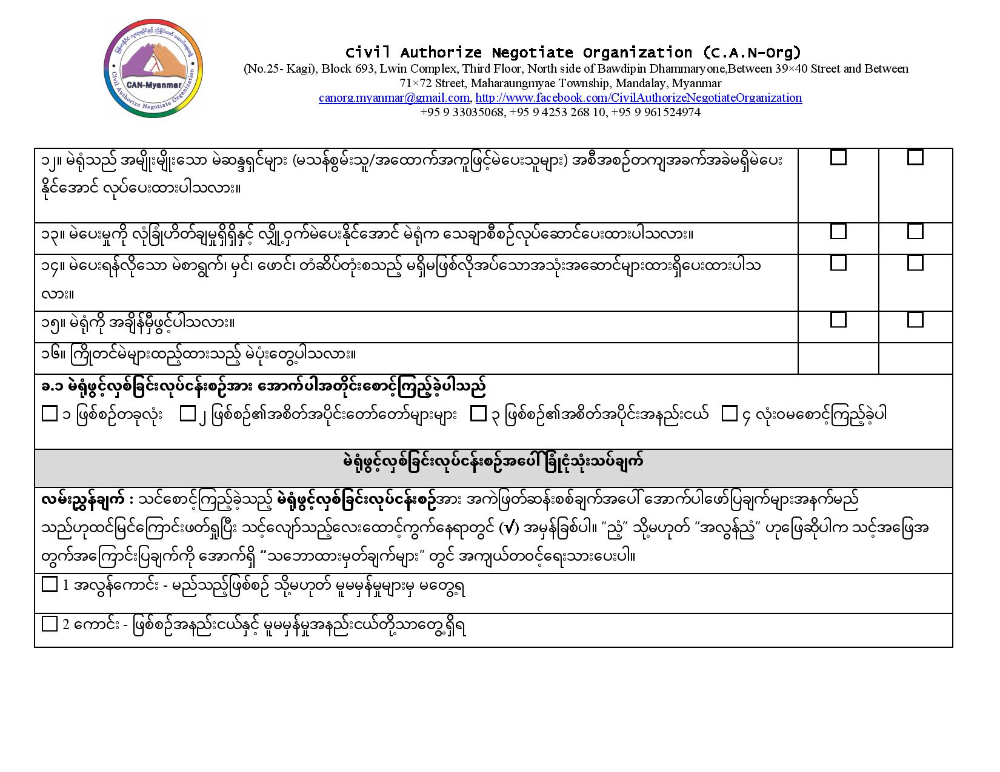 မြန်မာနိုင်ငံ လူထုရပိုင်ခွင့် ညှိနှိုင်းဖော် ဆောင်ရေးအဖွဲ့
CAN-Myanmar
Civil Authorize Negotiate Organization
Civil Authorize Negotiate Organization (C.A.N-Org)
(No.25- Kagi), Block 693, Lwin Complex, Third Floor, North side of Bawdipin Dhammaryone,Between 39×40 Street and Between
71×72 Street, Maharaungmyae Township, Mandalay, Myanmar
canorg.myanmar@gmail.com, http://www.facebook.com/CivilAuthorizeNegotiateOrganization
+95 9 33035068, +95 9 4253 268 10, +95 9 961524974
၁၂။ မဲရုံသည် အမျိုးမျိုးသော မဲဆန္ဒရှင်များ (မသန်စွမ်းသူ/အထောက်အကူဖြင့်မဲပေးသူများ) အစီအစဉ်တကျအခက်အခဲမရှိမဲပေး
နိုင်အောင် လုပ်ပေးထားပါသလား။
၁၃။ မဲပေးမှုကို လုံခြုံဟိတ်ချမှုရှိရှိနှင့် လျှို့ဝှက်မဲပေးနိုင်အောင် မဲရုံက သေချာစီစဉ်လုပ်ဆောင်ပေးထားပါသလား။
၁၄။ မဲပေးရန်လိုသော မဲစာရွက်၊ မှင်၊ ဖောင်၊ တံဆိပ်တုံးစသည့် မရှိမဖြစ်လိုအပ်သောအသုံးအဆောင်များထားရှိပေးထားပါသ
လား။
၁၅။ မဲရုံကို အချိန်မှီဖွင့်ပါသလား။
၁၆။ ကြိုတင်မဲများထည့်ထားသည့် မဲပုံးတွေ့ပါသလား။
ခ.၁ မဲရုံဖွင့်လှစ်ခြင်းလုပ်ငန်းစဉ်အား အောက်ပါအတိုင်းစောင့်ကြည့်ခဲ့ပါသည်
☐ ၁ ဖြစ်စဉ်တခုလုံး ☐ ၂ ဖြစ်စဉ်၏အစိတ်အပိုင်းတော်တော်များများ ☐ ၃ ဖြစ်စဉ်၏အစိတ်အပိုင်းအနည်းငယ် ☐ ၄ လုံးဝမစောင့်ကြည့်ခဲ့ပါ
မဲရုံဖွင့်လှစ်ခြင်းလုပ်ငန်းစဉ်အပေါ် ခြုံငုံသုံးသပ်ချက်
လမ်းညွှန်ချက် : သင်စောင့်ကြည့်ခဲ့သည့် မဲရုံဖွင့်လှစ်ခြင်းလုပ်ငန်းစဉ်အား အကဲဖြတ်ဆန်းစစ်ချက်အပေါ် အောက်ပါဖော်ပြချက်များအနက်မည်
သည်ဟုထင်မြင်ကြောင်းဖတ်ရှုပြီး သင့်လျော်သည့်လေးထောင့်ကွက်နေရာတွင် (√) အမှန်ခြစ်ပါ။ “ညံ့” သို့မဟုတ် “အလွန်ညံ့” ဟုဖြေဆိုပါက သင့်အဖြေအ
တွက်အကြောင်းပြချက်ကို အောက်ရှိ “သဘောထားမှတ်ချက်များ” တွင် အကျယ်တဝင့်ရေးသားပေးပါ။
☐ 1 အလွန်ကောင်း - မည်သည့်ဖြစ်စဉ် သို့မဟုတ် မူမမှန်မှုများမှ မတွေ့ရ
☐ 2 ကောင်း - ဖြစ်စဉ်အနည်းငယ်နှင့် မူမမှန်မှုအနည်းငယ်တို့သာတွေ့ရှိရ